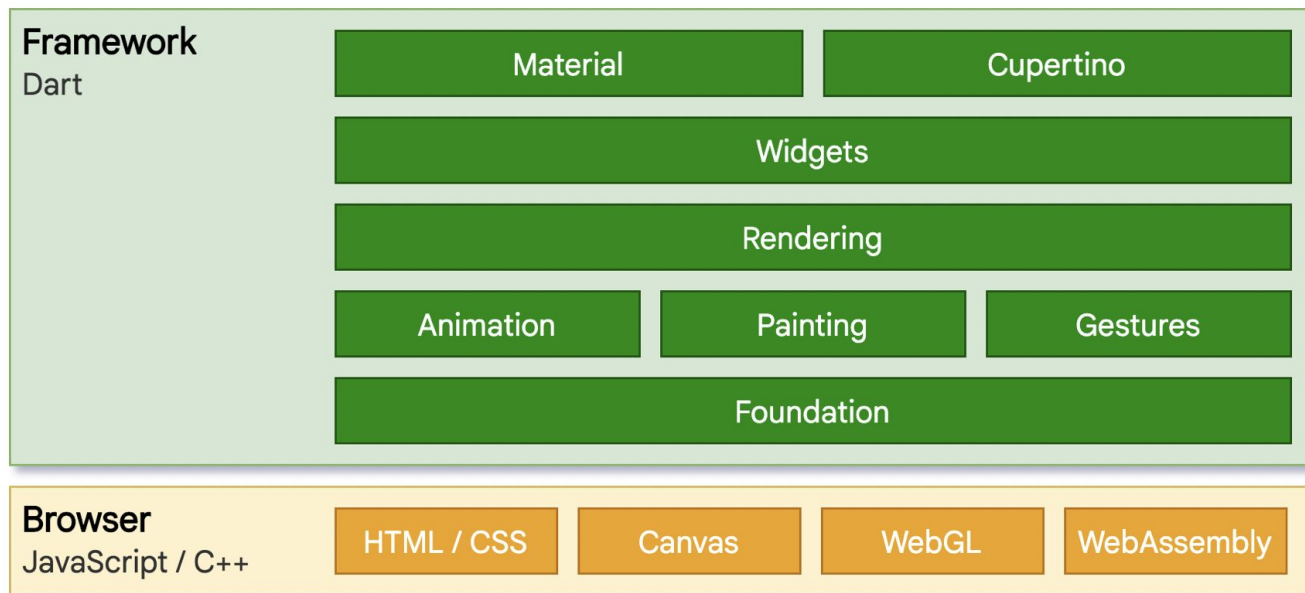 Framework
Dart
Material
Cupertino
Widgets
Rendering
Animation
Painting
Gestures
Foundation
Browser
JavaScript / C++
HTML / CSS
Canvas
WebGL
WebAssembly